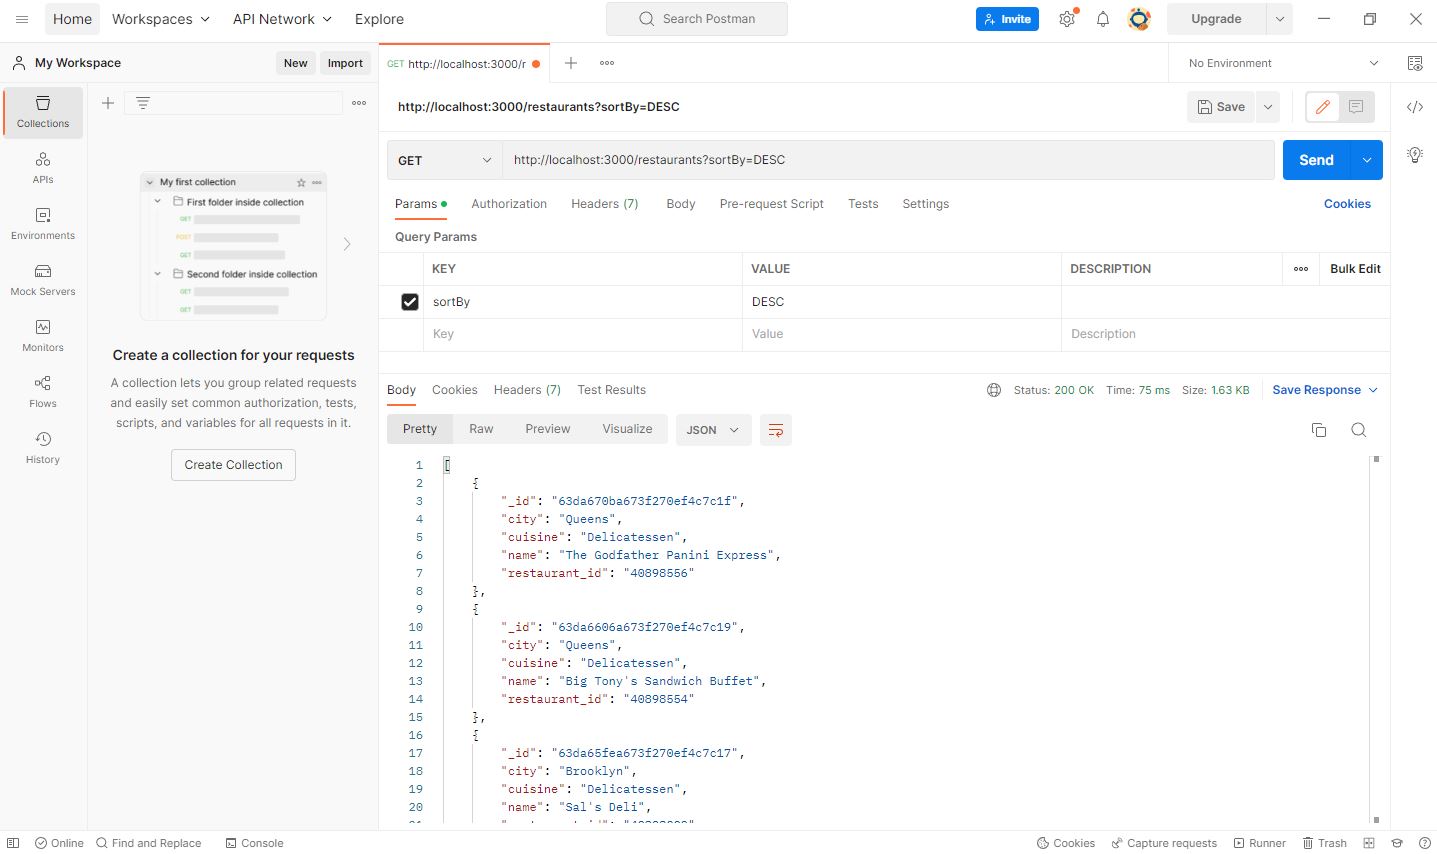 Home Workspaces API Network Explore Search Postman Invite Upgrade
My Workspace New Import GET http://localhost:3000/r No Environment
http://localhost:3000/restaurants?sortBy=DESC Save
Collections
APIs
Environments
Mock Servers
Monitors
Flows
History
My first collection
First folder inside collection
GET
POST
GET
Second folder inside collection
GET
GET
Create a collection for your requests
A collection lets you group related requests
and easily set common authorization, tests,
scripts, and variables for all requests in it.
Create Collection
GET http://localhost:3000/restaurants?sortBy=DESC Send
Params Authorization Headers (7) Body Pre-request Script Tests Settings Cookies
Query Params
KEY VALUE DESCRIPTION Bulk Edit
sortBy DESC
Key Value Description
Body Cookies Headers (7) Test Results Status: 200 OK Time: 75 ms Size: 1.63 KB Save Response
Pretty Raw Preview Visualize JSON
1 [
2 {
3 "_id": "63da670ba673f270ef4c7c1f",
4 "city": "Queens",
5 "cuisine": "Delicatessen",
6 "name": "The Godfather Panini Express",
7 "restaurant_id": "40898556"
8 },
9 {
10 "_id": "63da6606a673f270ef4c7c19",
11 "city": "Queens",
12 "cuisine": "Delicatessen",
13 "name": "Big Tony's Sandwich Buffet",
14 "restaurant_id": "40898554"
15 },
16 {
17 "_id": "63da65fea673f270ef4c7c17",
18 "city": "Brooklyn",
19 "cuisine": "Delicatessen",
20 "name": "Sal's Deli",
Online Find and Replace Console Cookies Capture requests Runner Trash